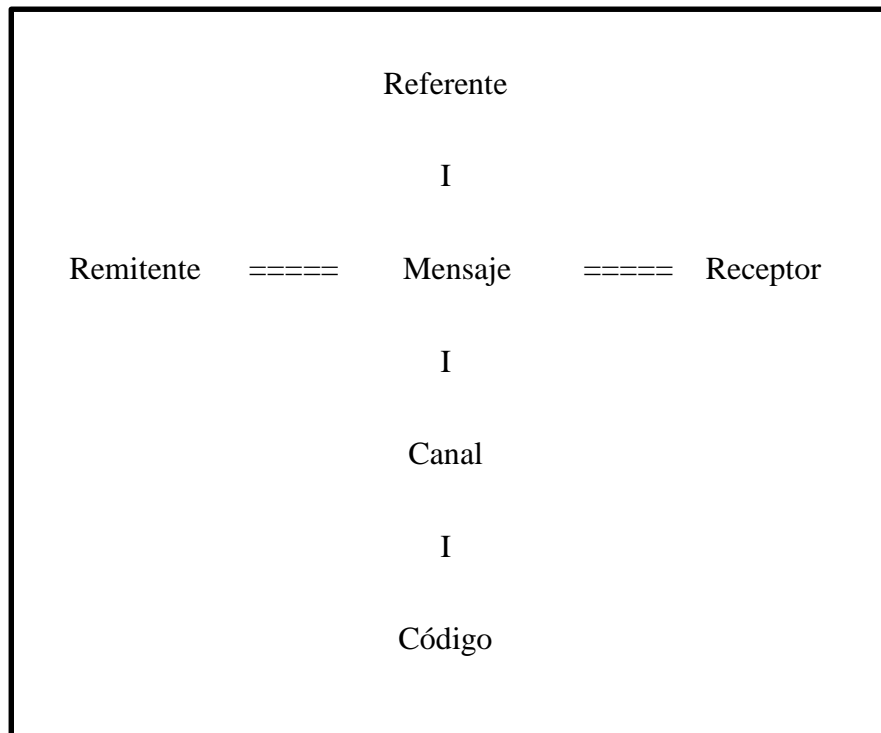 Referente
I
Remitente ===== Mensaje ===== Receptor
I
Canal
I
Código